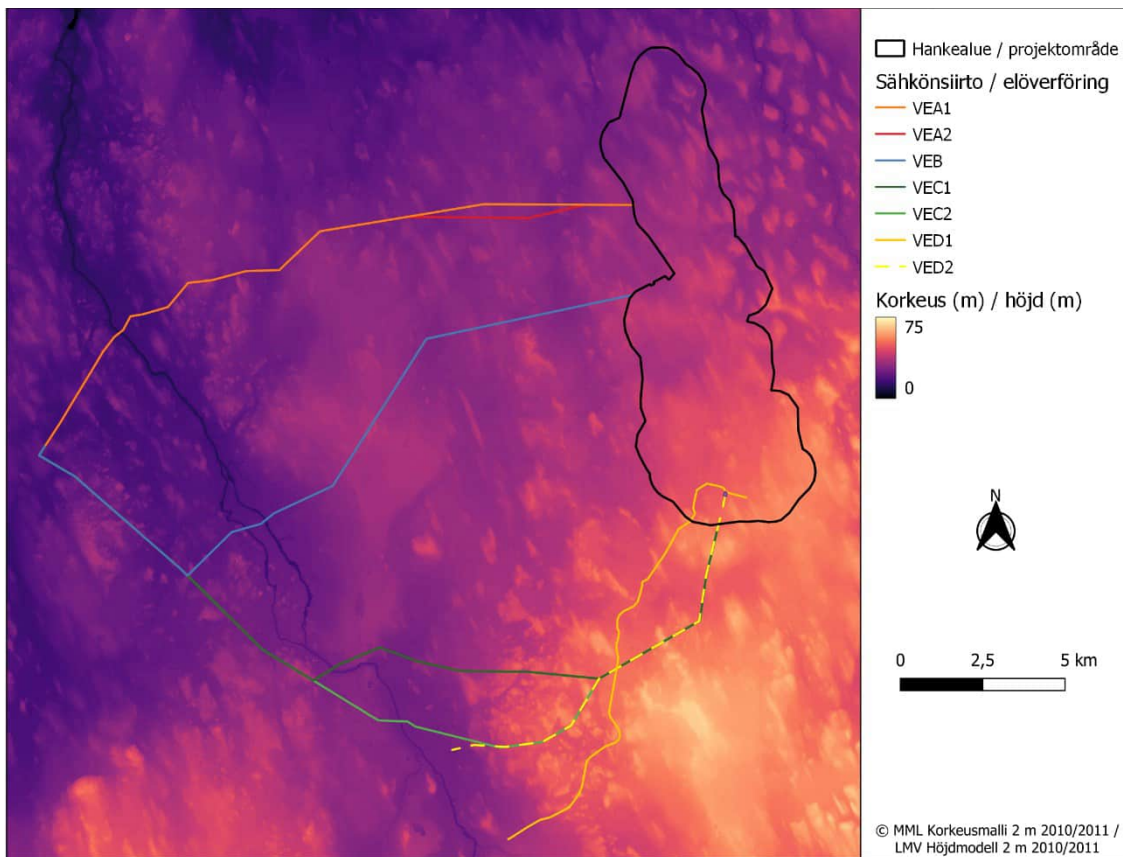 Hankealue / projektområde
Sähkönsiirto / elöverföring
VEA1
VEA2
VEB
VEC1
VEC2
VED1
VED2
Korkeus (m) / höjd (m)
75
0
N
0 2,5 5 km
© MML Korkeusmalli 2 m 2010/2011 /
LMV Höjdmodell 2 m 2010/2011